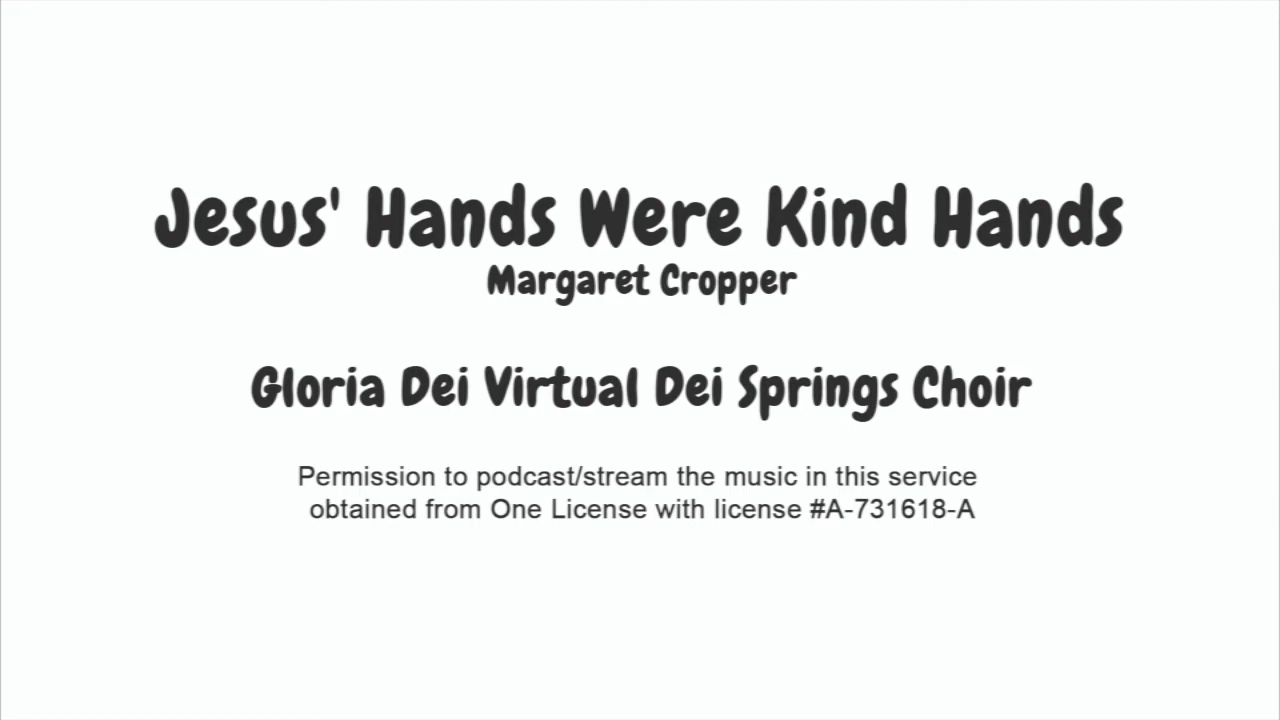 Jesus' Hands Were Kind Hands
Margaret Cropper
Gloria Dei Virtual Dei Springs Choir
Permission to podcast/stream the music in this service
obtained from One License with license #A-731618-A